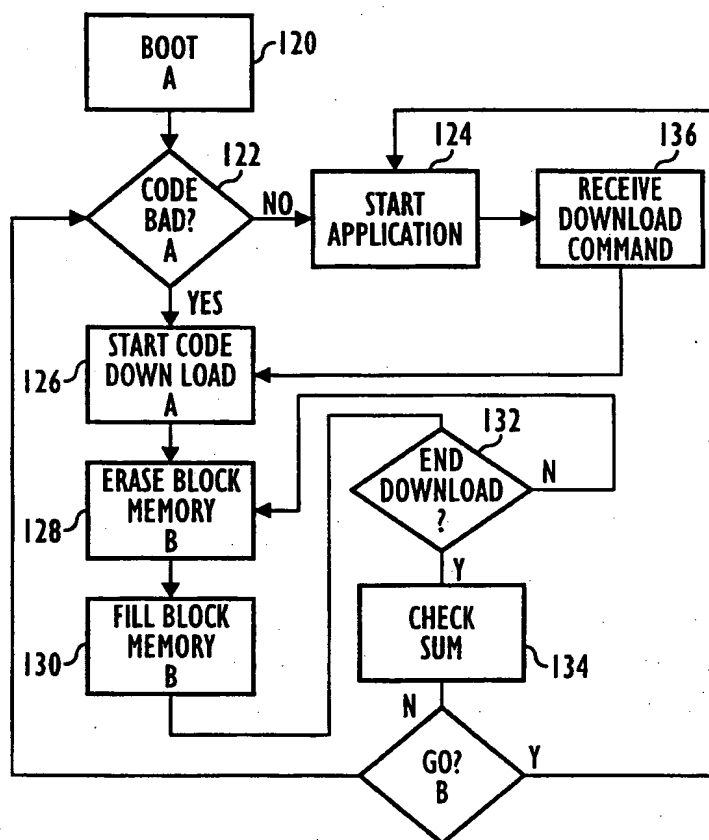 BOOT
A
120
CODE
BAD?
A
122
NO
YES
START
APPLICATION
124
RECEIVE
DOWNLOAD
COMMAND
136
START CODE
DOWN LOAD
A
126
ERASE BLOCK
MEMORY
B
128
FILL BLOCK
MEMORY
B
130
END
DOWNLOAD
?
132
N
Y
CHECK
SUM
134
N
GO?
B
Y